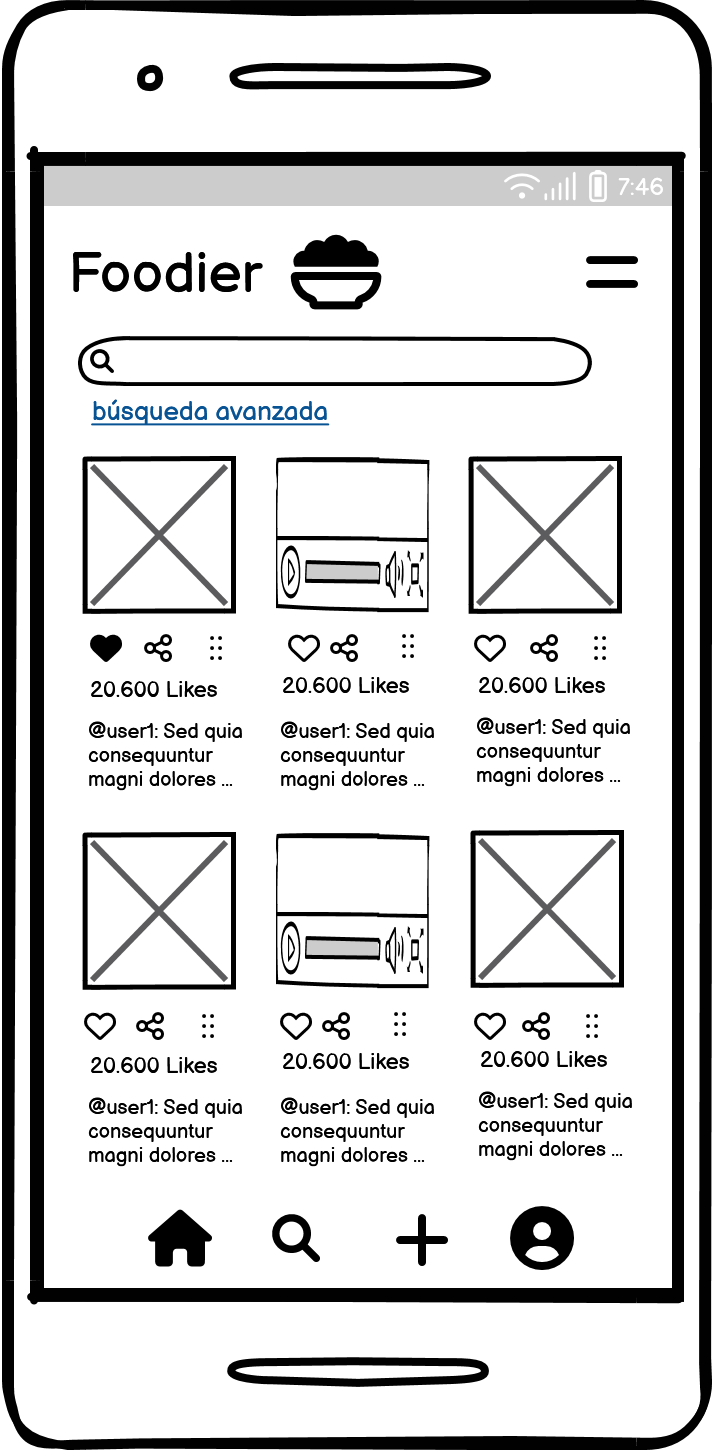 7:46
Foodier
búsqueda avanzada
20.600 Likes
20.600 Likes
20.600 Likes
@user1: Sed quia
consequuntur
magni dolores ...
@user1: Sed quia
consequuntur
magni dolores ...
@user1: Sed quia
consequuntur
magni dolores ...
20.600 Likes
20.600 Likes
20.600 Likes
@user1: Sed quia
consequuntur
magni dolores ...
@user1: Sed quia
consequuntur
magni dolores ...
@user1: Sed quia
consequuntur
magni dolores ...